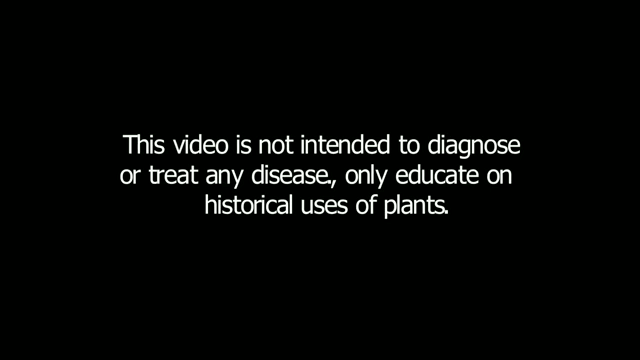 This video is not intended to diagnose
or treat any disease., only educate on
historical uses of plants.